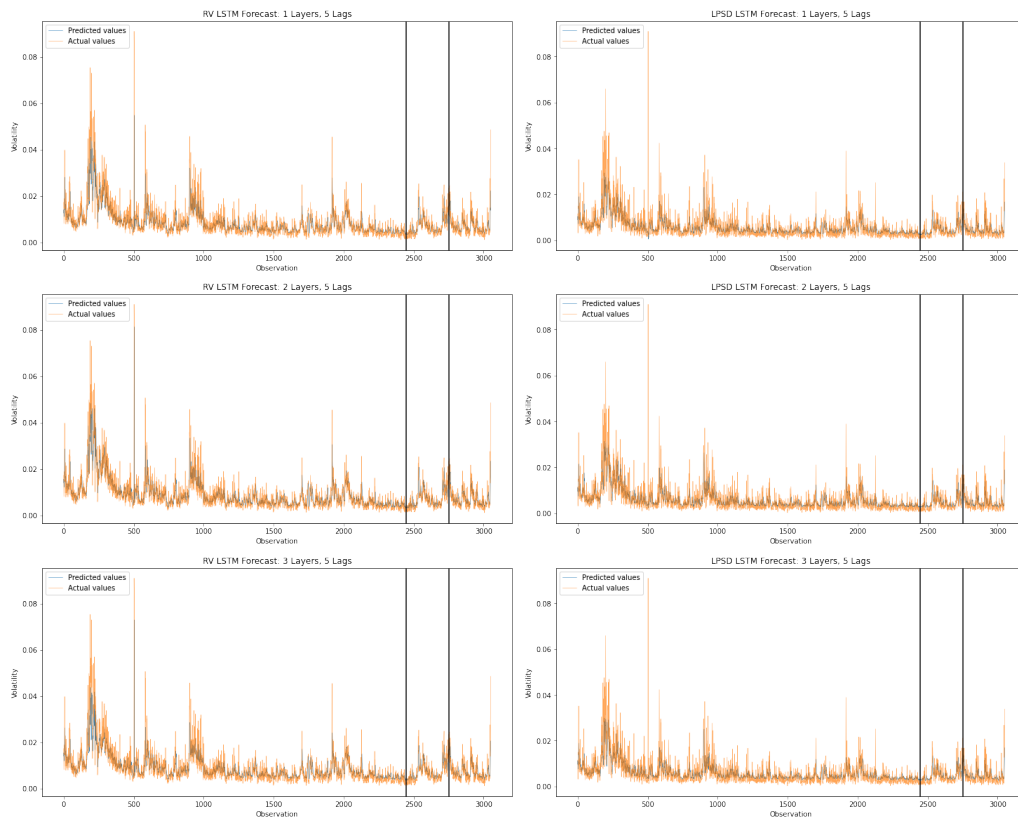 RV LSTM Forecast: 1 Layers, 5 Lags
Predicted values
Actual values
Volatility
0.08
0.06
0.04
0.02
0.00
0 500 1000 1500 2000 2500 3000
Observation
LPSD LSTM Forecast: 1 Layers, 5 Lags
Predicted values
Actual values
Volatility
0.08
0.06
0.04
0.02
0.00
0 500 1000 1500 2000 2500 3000
Observation
RV LSTM Forecast: 2 Layers, 5 Lags
Predicted values
Actual values
Volatility
0.08
0.06
0.04
0.02
0.00
0 500 1000 1500 2000 2500 3000
Observation
LPSD LSTM Forecast: 2 Layers, 5 Lags
Predicted values
Actual values
Volatility
0.08
0.06
0.04
0.02
0.00
0 500 1000 1500 2000 2500 3000
Observation
RV LSTM Forecast: 3 Layers, 5 Lags
Predicted values
Actual values
Volatility
0.08
0.06
0.04
0.02
0.00
0 500 1000 1500 2000 2500 3000
Observation
LPSD LSTM Forecast: 3 Layers, 5 Lags
Predicted values
Actual values
Volatility
0.08
0.06
0.04
0.02
0.00
0 500 1000 1500 2000 2500 3000
Observation